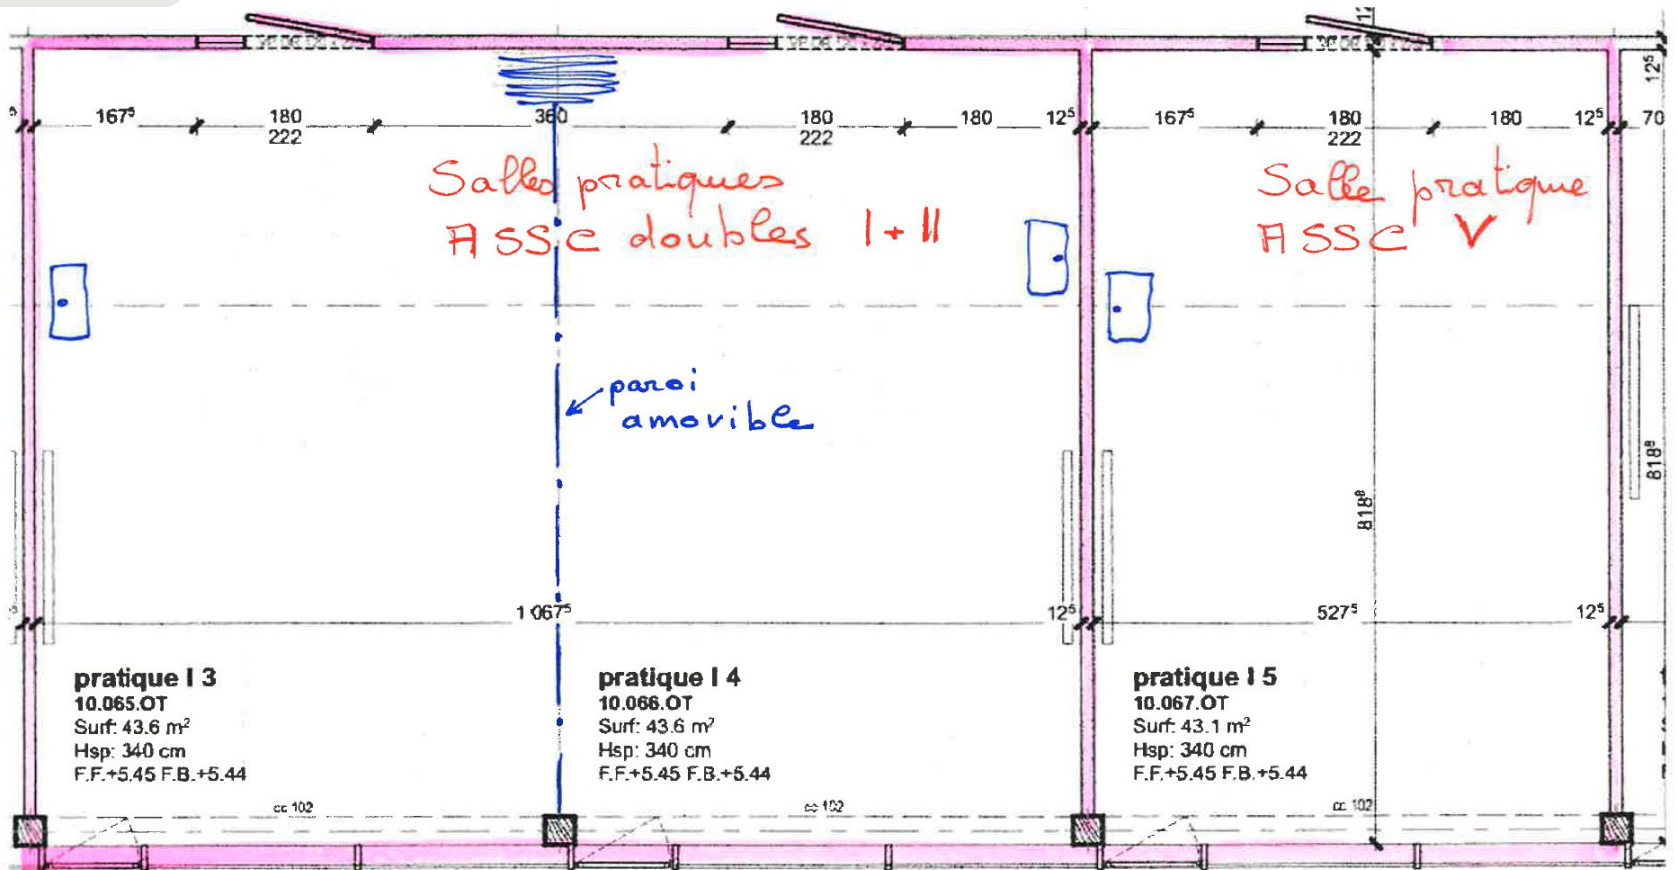 167⁵ 180 360 180 180 12⁵ 167⁵ 180 180 12⁵ 70
222 222 222
12⁵
Salles pratiques
ASSC doubles I + II
Salle pratique
ASSC V
paroi
amovible
818⁸
818⁸
1 067⁵ 12⁵ 527⁵ 12⁵
pratique I 3
10.065.OT
Surf: 43.6 m²
Hsp: 340 cm
F.F.+5.45 F.B.+5.44
pratique I 4
10.066.OT
Surf: 43.6 m²
Hsp: 340 cm
F.F.+5.45 F.B.+5.44
pratique I 5
10.067.OT
Surf: 43.1 m²
Hsp: 340 cm
F.F.+5.45 F.B.+5.44
cc 102 cc 102 cc 102